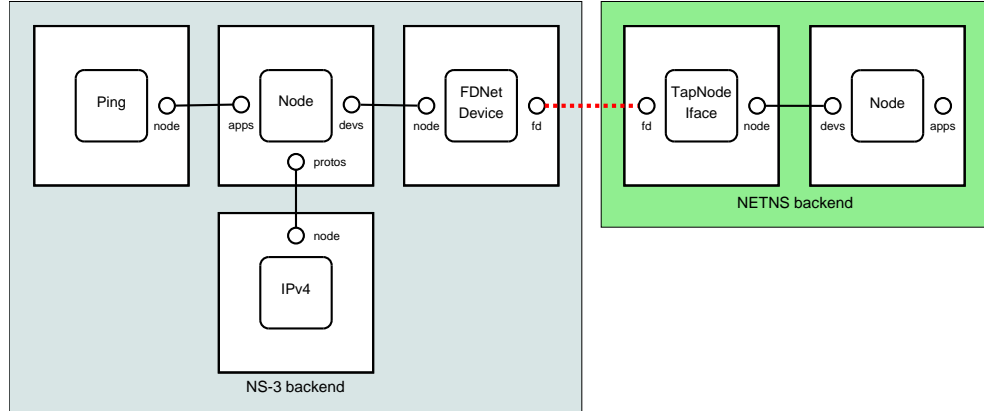 Ping
node
apps
Node
devs
protos
node
FDNet
Device
fd
fd
TapNode
Iface
node
devs
Node
apps
NETNS backend
node
IPv4
NS-3 backend